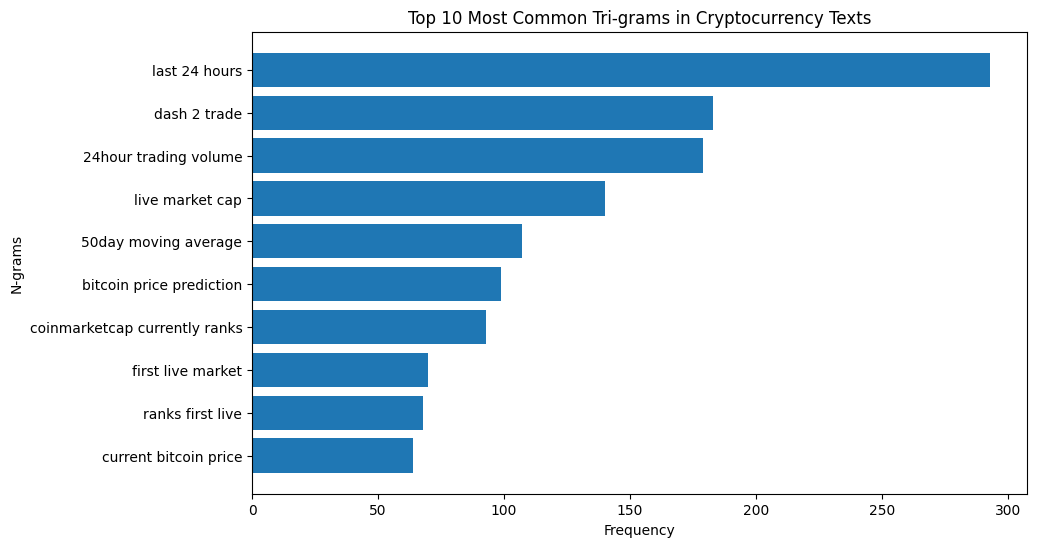 Top 10 Most Common Tri-grams in Cryptocurrency Texts
last 24 hours
dash 2 trade
24hour trading volume
live market cap
50day moving average
bitcoin price prediction
coinmarketcap currently ranks
first live market
ranks first live
current bitcoin price
N-grams
0 50 100 150 200 250 300
Frequency